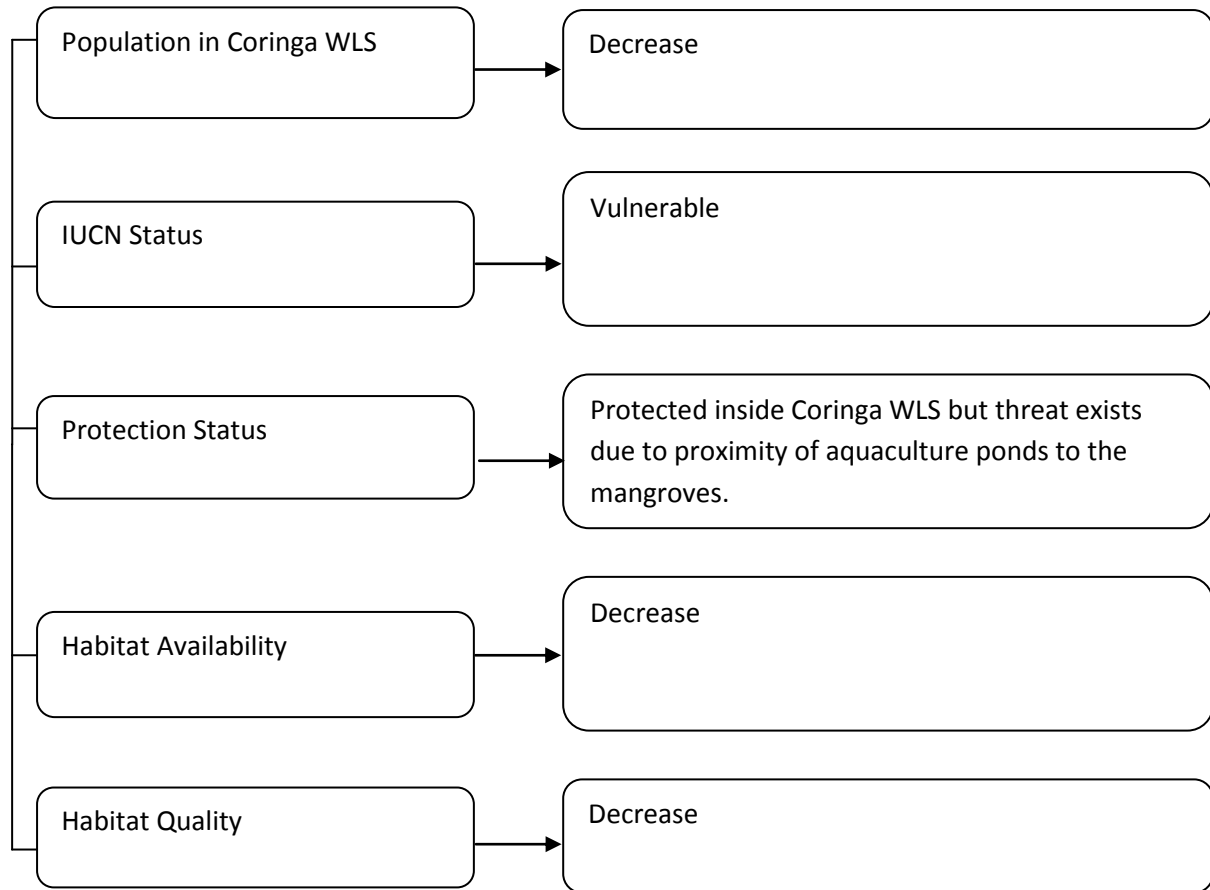 Population in Coringa WLS
Decrease
IUCN Status
Vulnerable
Protection Status
Protected inside Coringa WLS but threat exists
due to proximity of aquaculture ponds to the
mangroves.
Habitat Availability
Decrease
Habitat Quality
Decrease